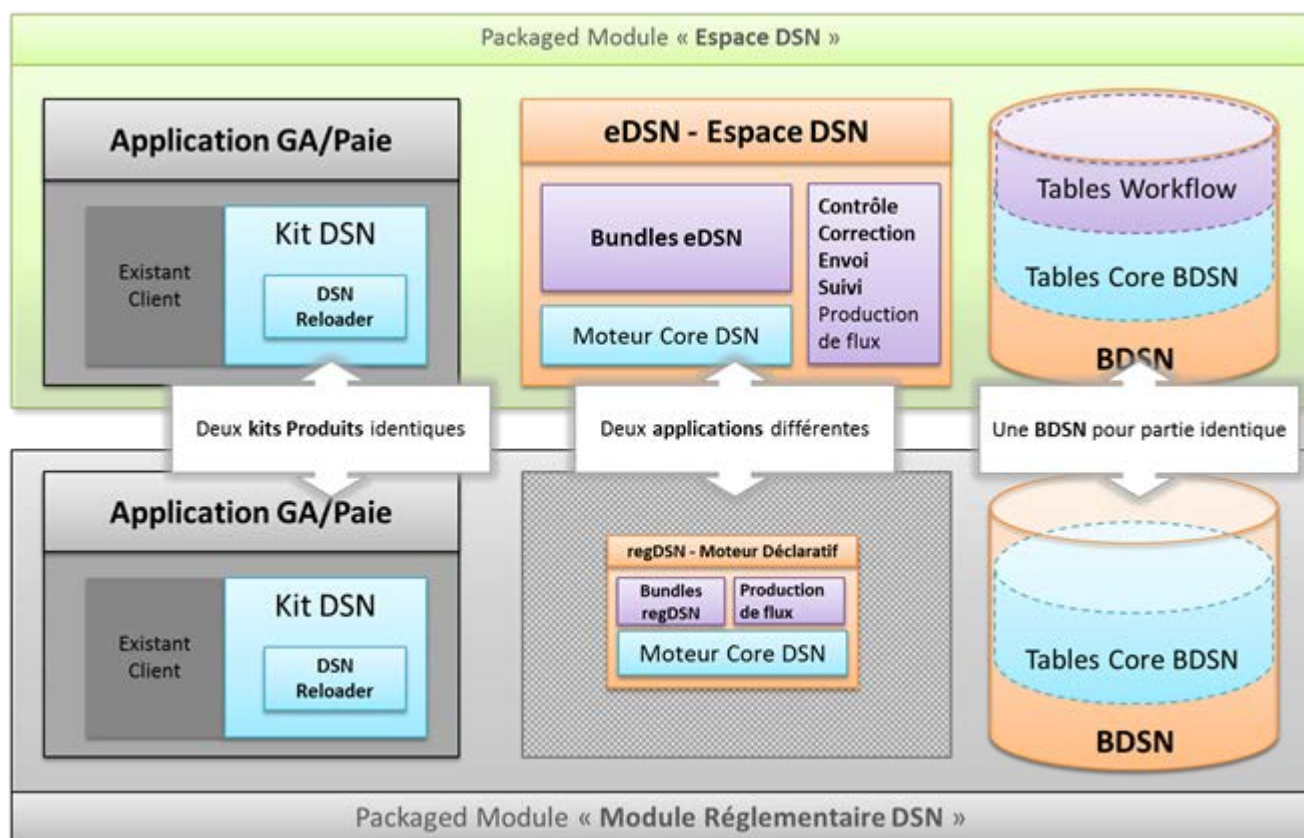 Packaged Module « Espace DSN »
Application GA/Paie
Existant
Client
Kit DSN
DSN
Reloader
eDSN - Espace DSN
Bundles eDSN
Moteur Core DSN
Contrôle
Correction
Envoi
Suivi
Production
de flux
Tables Workflow
Tables Core BDSN
BDSN
Deux kits Produits identiques
Deux applications différentes
Une BDSN pour partie identique
Application GA/Paie
Existant
Client
Kit DSN
DSN
Reloader
regDSN - Moteur Déclaratif
Bundles
regDSN
Production
de flux
Moteur Core DSN
Tables Core BDSN
BDSN
Packaged Module « Module Réglementaire DSN »